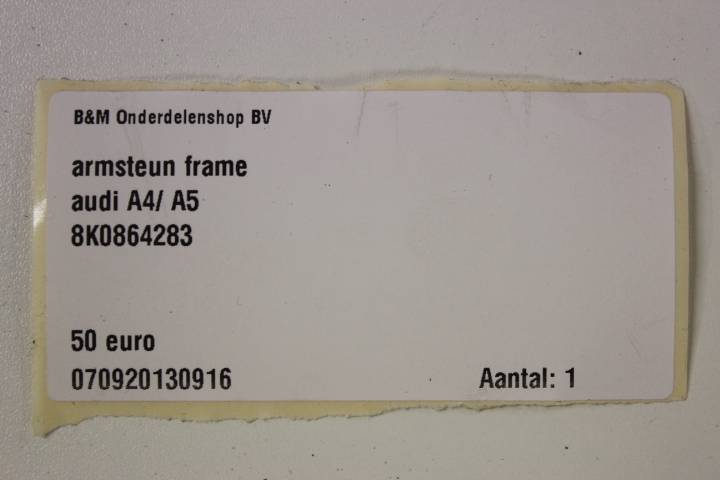 B&M Onderdelenshop BV
armsteun frame
audi A4/ A5
8K0864283
50 euro
070920130916
Aantal: 1